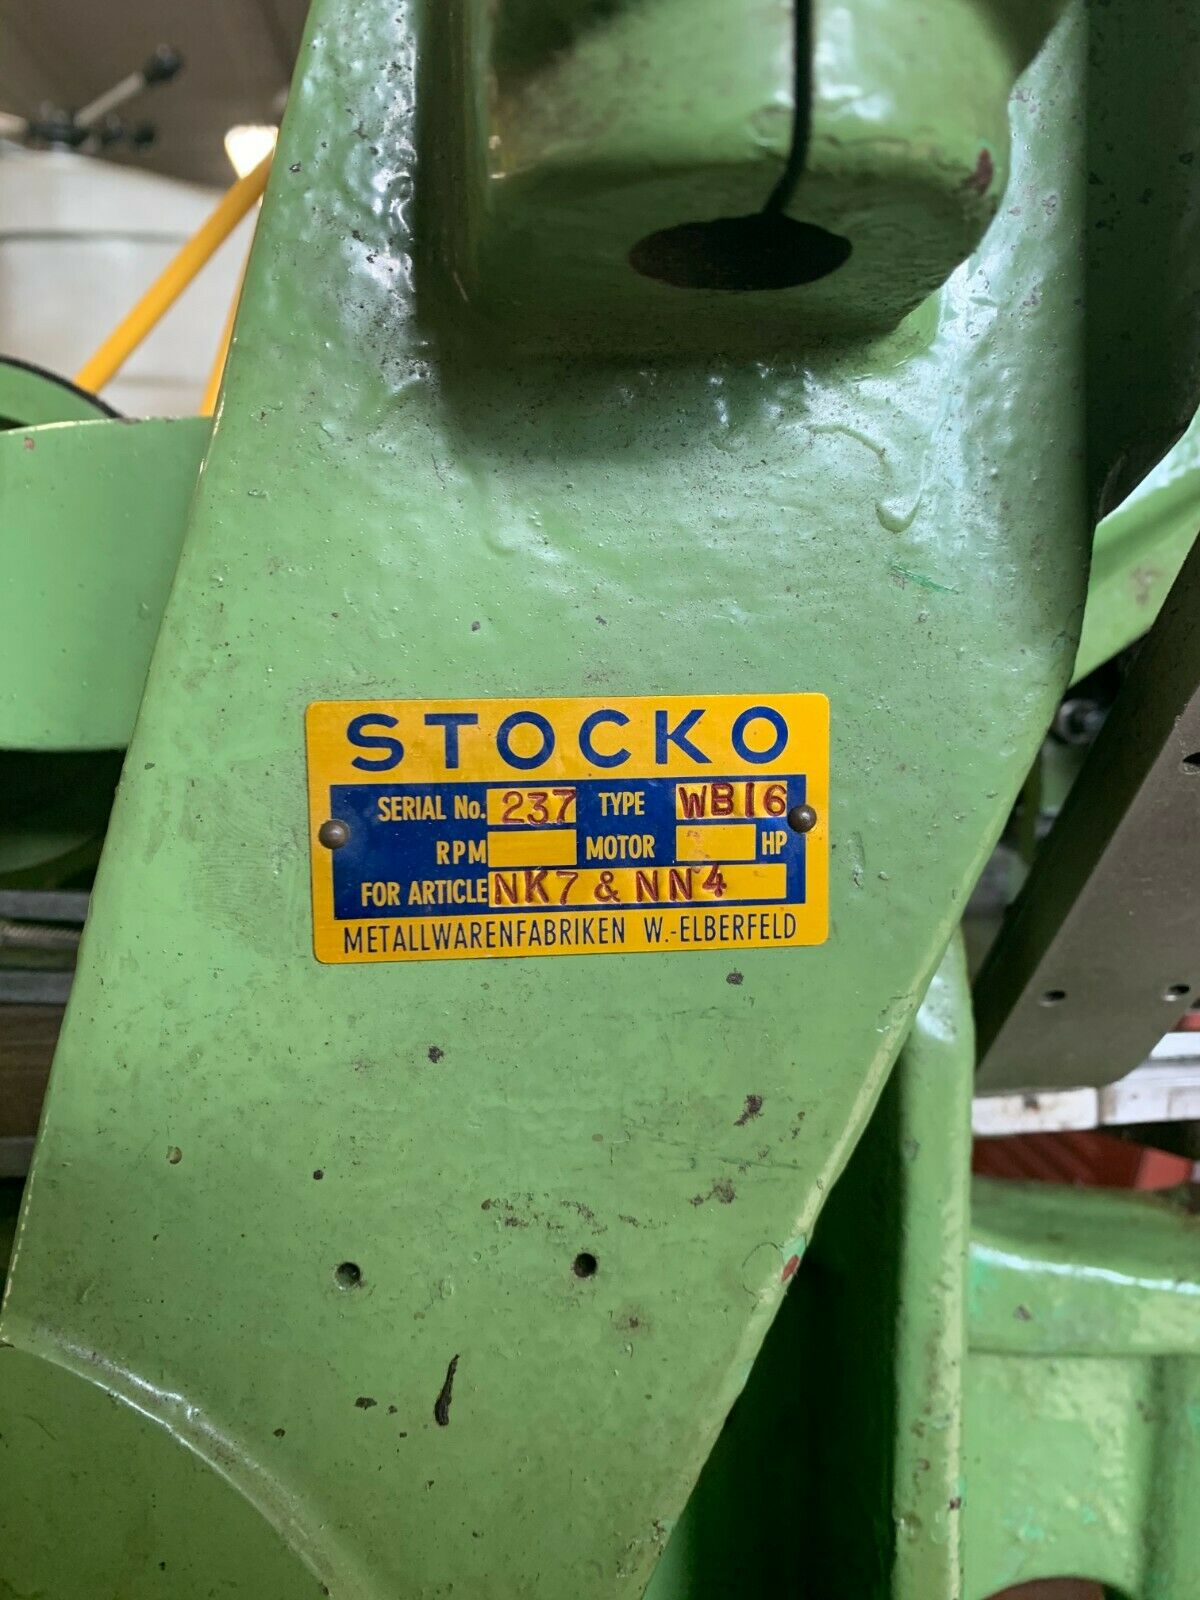 STOCKO
SERIAL No. 237 TYPE WB16
RPM MOTOR HP
FOR ARTICLE NK7 & NN4
METALLWARENFABRIKEN W.-ELBERFELD